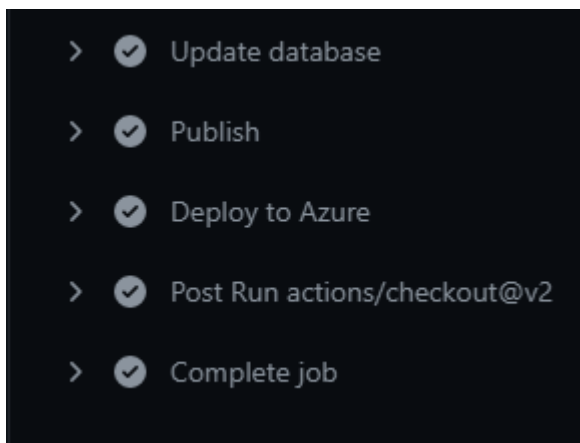 Update database
Publish
Deploy to Azure
Post Run actions/checkout@v2
Complete job